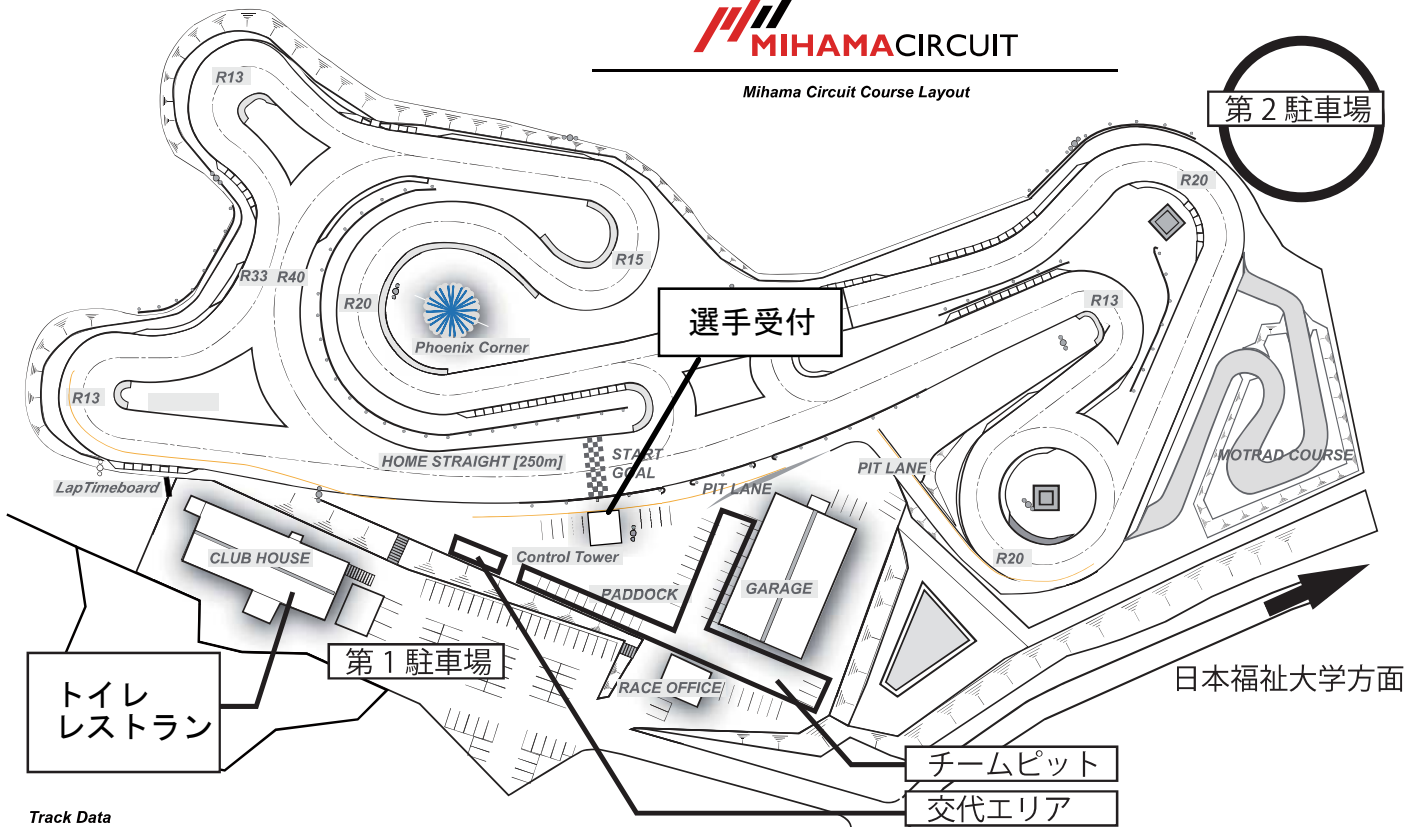 MIHAMACIRCUIT
Mihama Circuit Course Layout
第2駐車場
R13
R20
R15
R33 R40
R20
R13
選手受付
Phoenix Corner
R13
HOME STRAIGHT [250m]
START
GOAL
PIT LANE
PIT LANE
MOTRAD COURSE
LapTimeboard
CLUB HOUSE
Control Tower
R20
PADDOCK
GARAGE
第1駐車場
RACE OFFICE
日本福祉大学方面
トイレ
レストラン
チームピット
交代エリア
Track Data